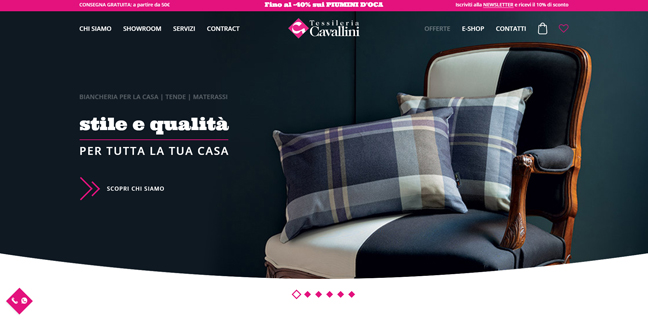 CONSEGNA GRATUITA: a partire da 50€
Fino al -40% sui PIUMINI D'OCA
Iscriviti alla NEWSLETTER e ricevi il 10% di sconto
CHI SIAMO SHOWROOM SERVIZI CONTRACT
Tessileria
Cavallini
OFFERTE E-SHOP CONTATTI
BIANCHERIA PER LA CASA | TENDE | MATERASSI
stile e qualità
PER TUTTA LA TUA CASA
SCOPRI CHI SIAMO